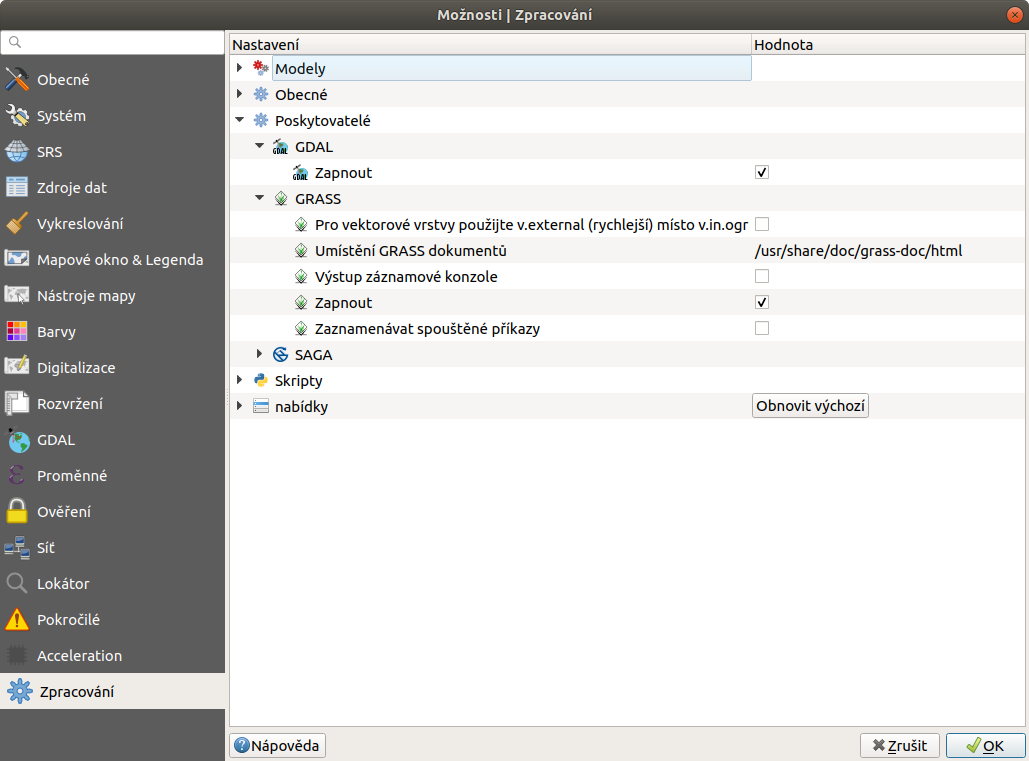 Možnosti | Zpracování
Nastavení Hodnota
Obecné
Systém
SRS
Zdroje dat
Vykreslování
Mapové okno & Legenda
Nástroje mapy
Barvy
Digitalizace
Rozvržení
GDAL
Proměnné
Ověření
Síť
Lokátor
Pokročilé
Acceleration
Zpracování
Modely
Obecné
Poskytovatelé
GDAL
Zapnout
GRASS
Pro vektorové vrstvy použijte v.external (rychlejší) místo v.in.ogr
Umístění GRASS dokumentů /usr/share/doc/grass-doc/html
Výstup záznamové konzole
Zapnout
Zaznamenávat spouštěné příkazy
SAGA
Skripty
nabídky Obnovit výchozí
Nápověda Zrušit OK